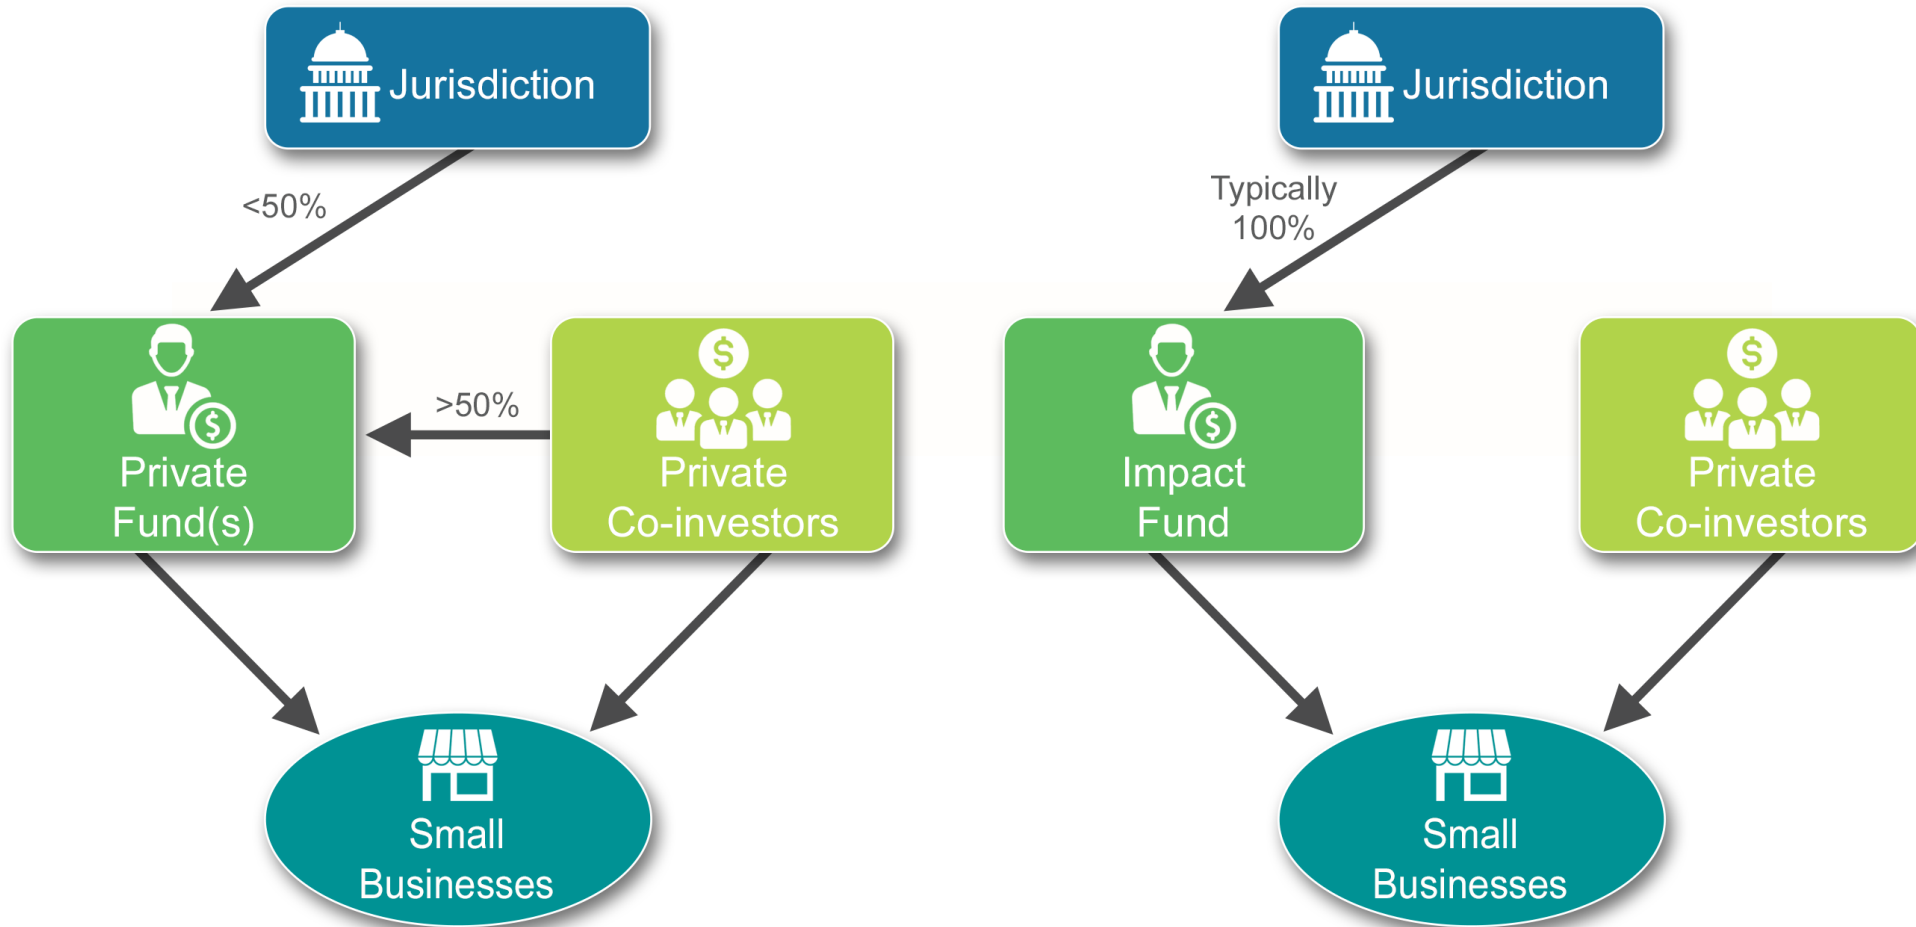 Jurisdiction
<50%
Private
Fund(s)
>50%
$
$
Private
Co-investors
Small
Businesses
Jurisdiction
Typically
100%
$
Impact
Fund
$
Private
Co-investors
Small
Businesses